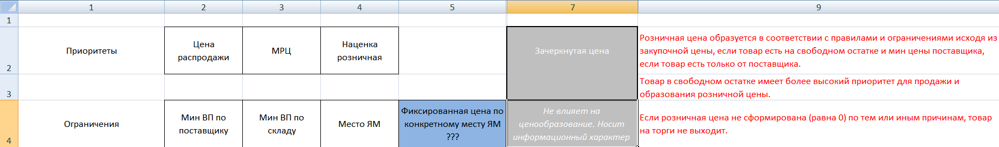 1 2 3 4 5 7 9
1
2
Приоритеты
Цена
распродажи
МРЦ
Наценка
розничная
Зачеркнутая цена
Розничная цена образуется в соответствии с правилами и ограничениями исходя из
закупочной цены, если товар есть на свободном остатке и мин цены поставщика,
если товар есть только от поставщика.
3
Товар в свободном остатке имеет более высокий приоритет для продажи и
образования розничной цены.
4
Ограничения
Мин ВП по
поставщику
Мин ВП по
складу
Место ЯМ
Фиксированная цена по
конкретному месту ЯМ
???
Не влияет на
ценообразование. Носит
информационный характер
Если розничная цена не сформирована (равна 0) по тем или иным причинам, товар
на торги не выходит.